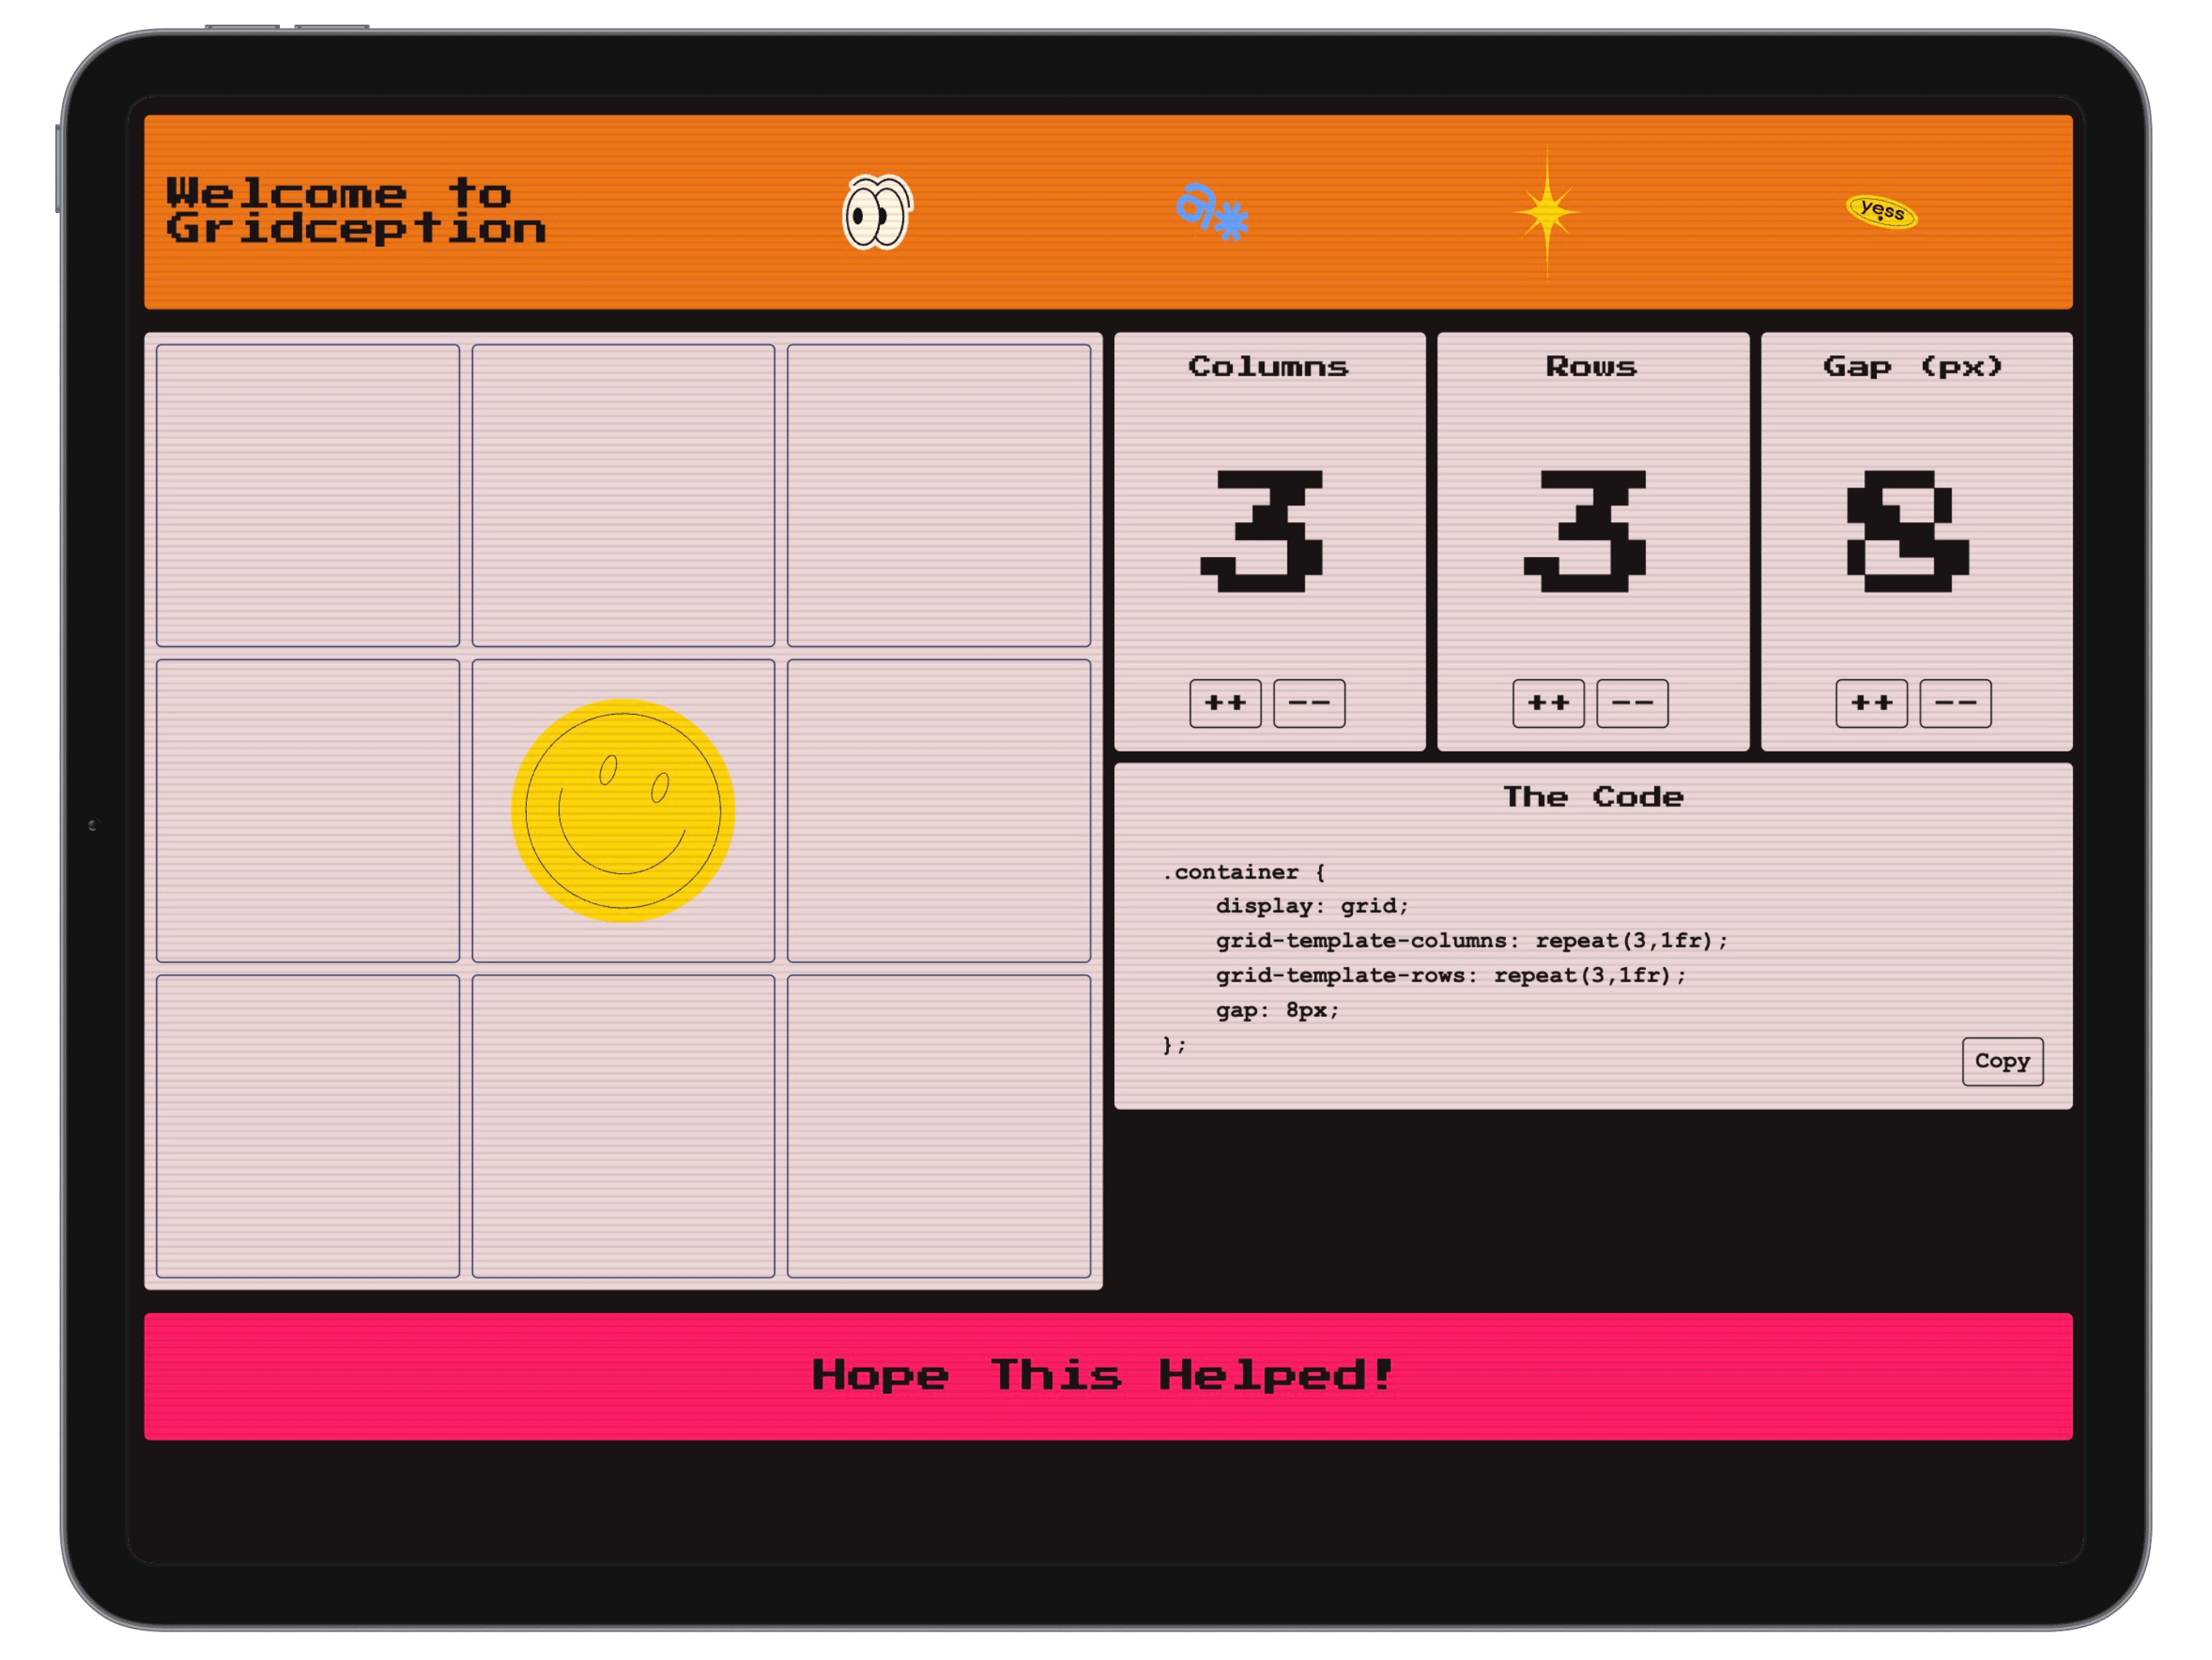 Welcome to
Gridception
a*
yess
Columns
3
++ --
Rows
3
++ --
Gap (px)
8
++ --
The Code
.container {
    display: grid;
    grid-template-columns: repeat(3,1fr);
    grid-template-rows: repeat(3,1fr);
    gap: 8px;
};
Copy
Hope This Helped!